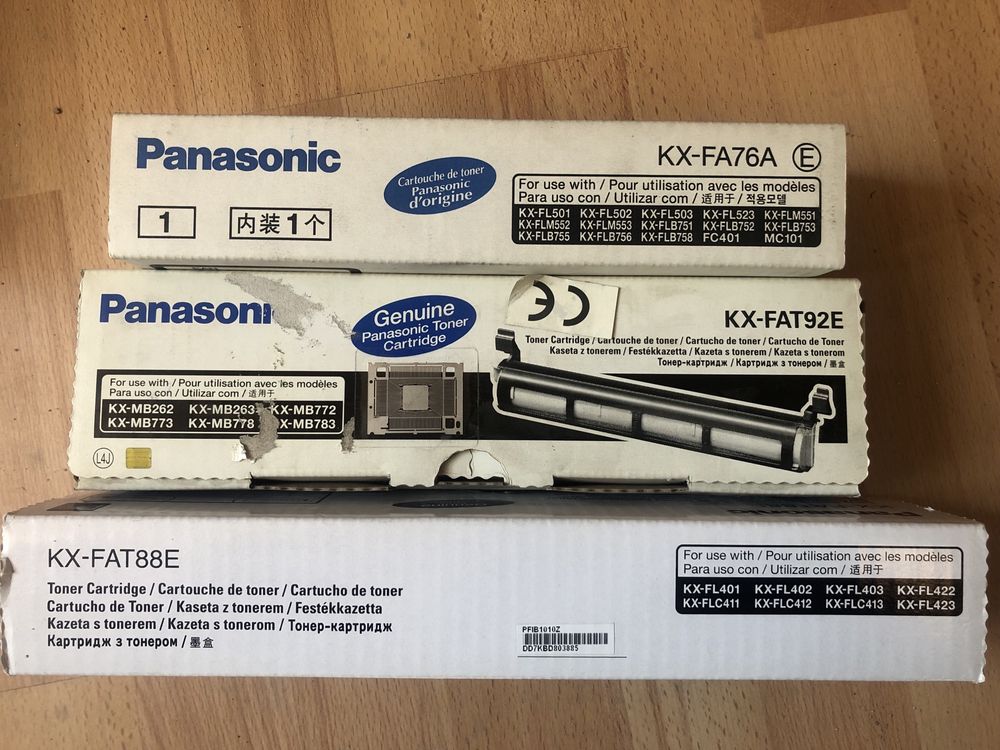 Panasonic
Cartouche de toner
Panasonic
d'origine
KX-FA76A E
1
内装1个
For use with / Pour utilisation avec les modèles
Para uso con / Utilizar com / 适用于 / 적용모델
KX-FL501 KX-FL502 KX-FL503 KX-FL523 KX-FLM551
KX-FLM552 KX-FLM553 KX-FLB751 KX-FLB752 KX-FLB753
KX-FLB755 KX-FLB756 KX-FLB758 FC401 MC101
Panasoni
Genuine
Panasonic Toner
Cartridge
CE
KX-FAT92E
Toner Cartridge / Cartouche de toner / Cartucho de toner
Kaseta z tonerem / Festékkazetta / Kazeta s tonerem / Kazeta s tonerom
Тонер-картридж / Картридж з тонером / 墨盒
For use with / Pour utilisation avec les modèles
Para uso con / Utilizar com / 适用于
KX-MB262 KX-MB263 KX-MB772
KX-MB773 KX-MB778 KX-MB783
L4J
KX-FAT88E
Toner Cartridge / Cartouche de toner / Cartucho de toner
Cartucho de Toner / Kaseta z tonerem / Festékkazetta
Kazeta s tonerem / Kazeta s tonerom / Тонер-картридж
Картридж з тонером / 墨盒
PFIB1010Z
DD7KBD803885
For use with / Pour utilisation avec les modèles
Para uso con / Utilizar com / 适用于
KX-FL401 KX-FL402 KX-FL403 KX-FL422
KX-FLC411 KX-FLC412 KX-FLC413 KX-FL423